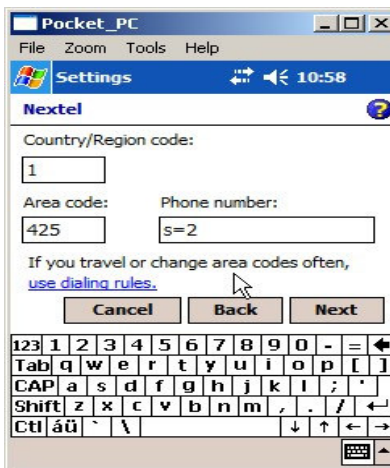 Pocket_PC
File Zoom Tools Help
Settings 10:58
Nextel ?
Country/Region code:
1
Area code: Phone number:
425 s=2
If you travel or change area codes often,
use dialing rules.
Cancel Back Next
123 1 2 3 4 5 6 7 8 9 0 - = 
Tab q w e r t y u i o p [ ]
CAP a s d f g h j k l ; '
Shift z x c v b n m , . /
Ctl áü ` \ ↓ ↑ ← →